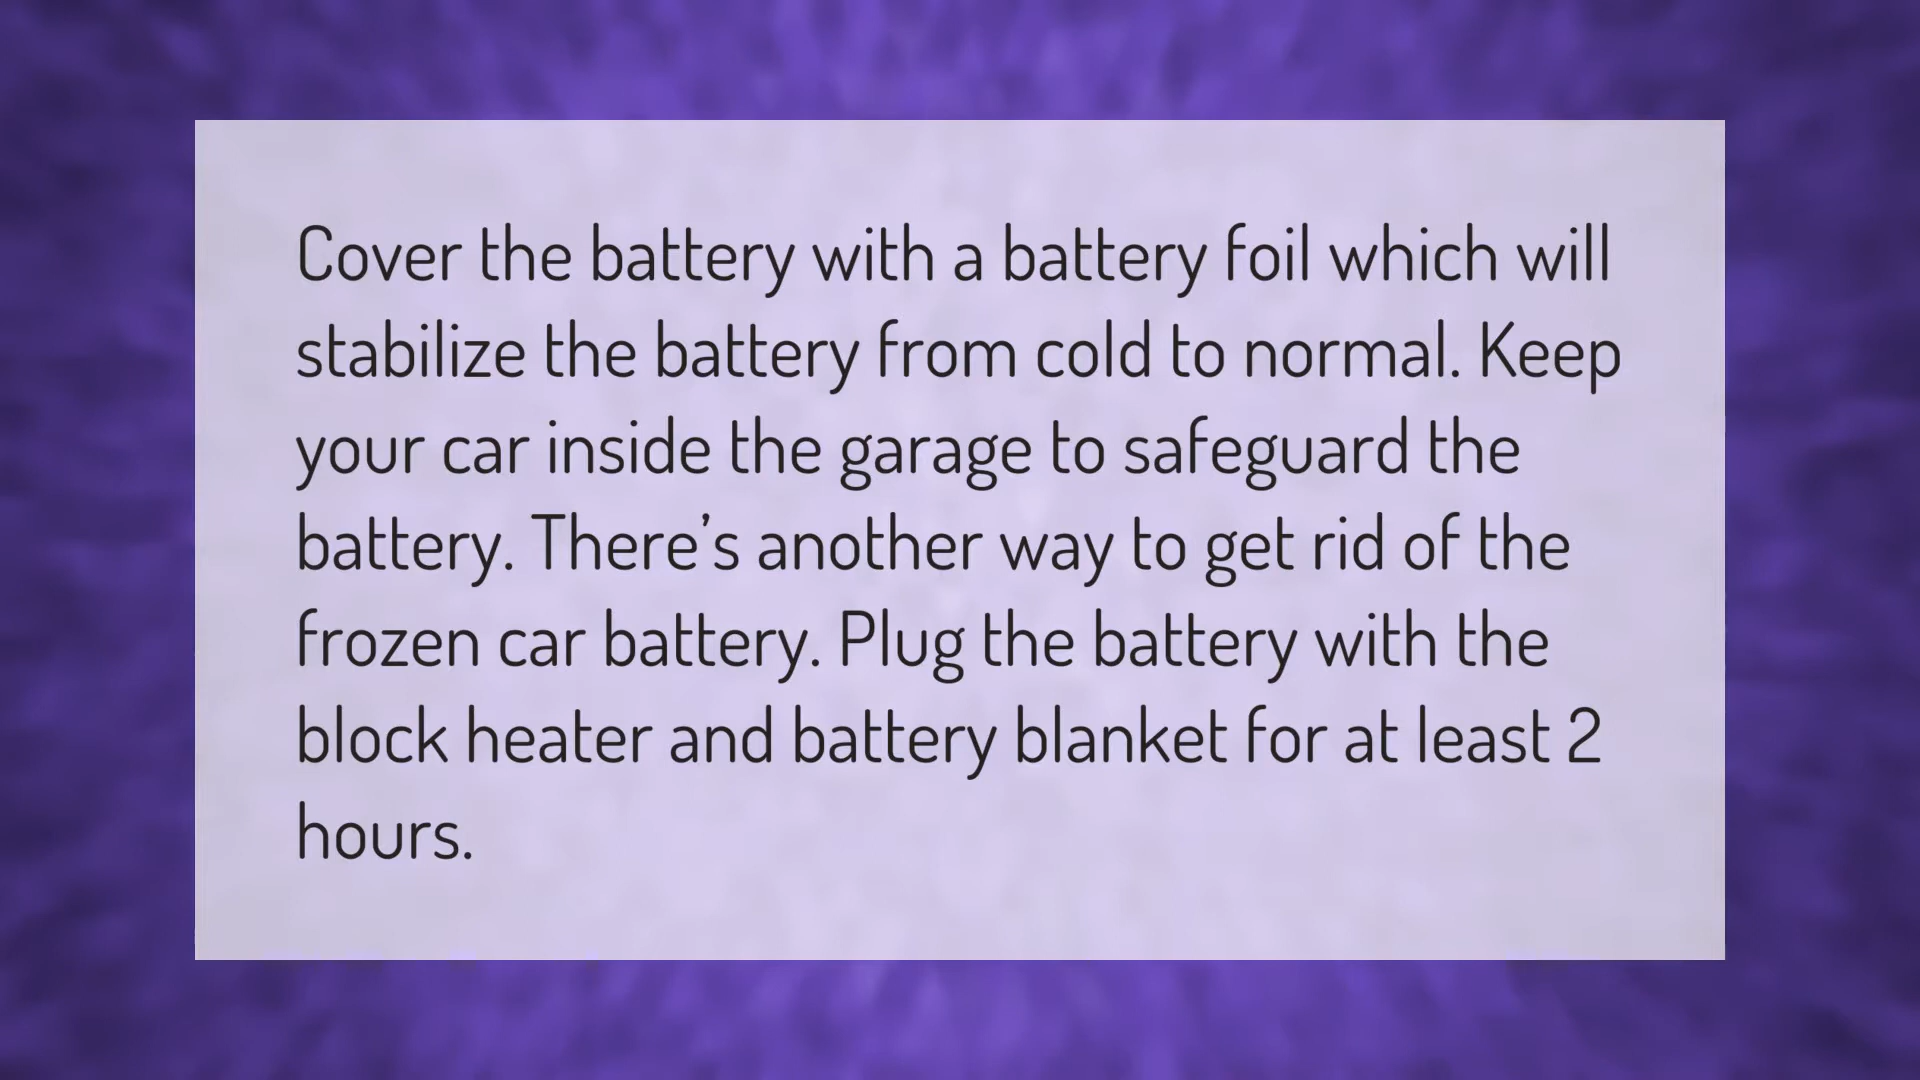 Cover the battery with a battery foil which will
stabilize the battery from cold to normal. Keep
your car inside the garage to safeguard the
battery. There’s another way to get rid of the
frozen car battery. Plug the battery with the
block heater and battery blanket for at least 2
hours.